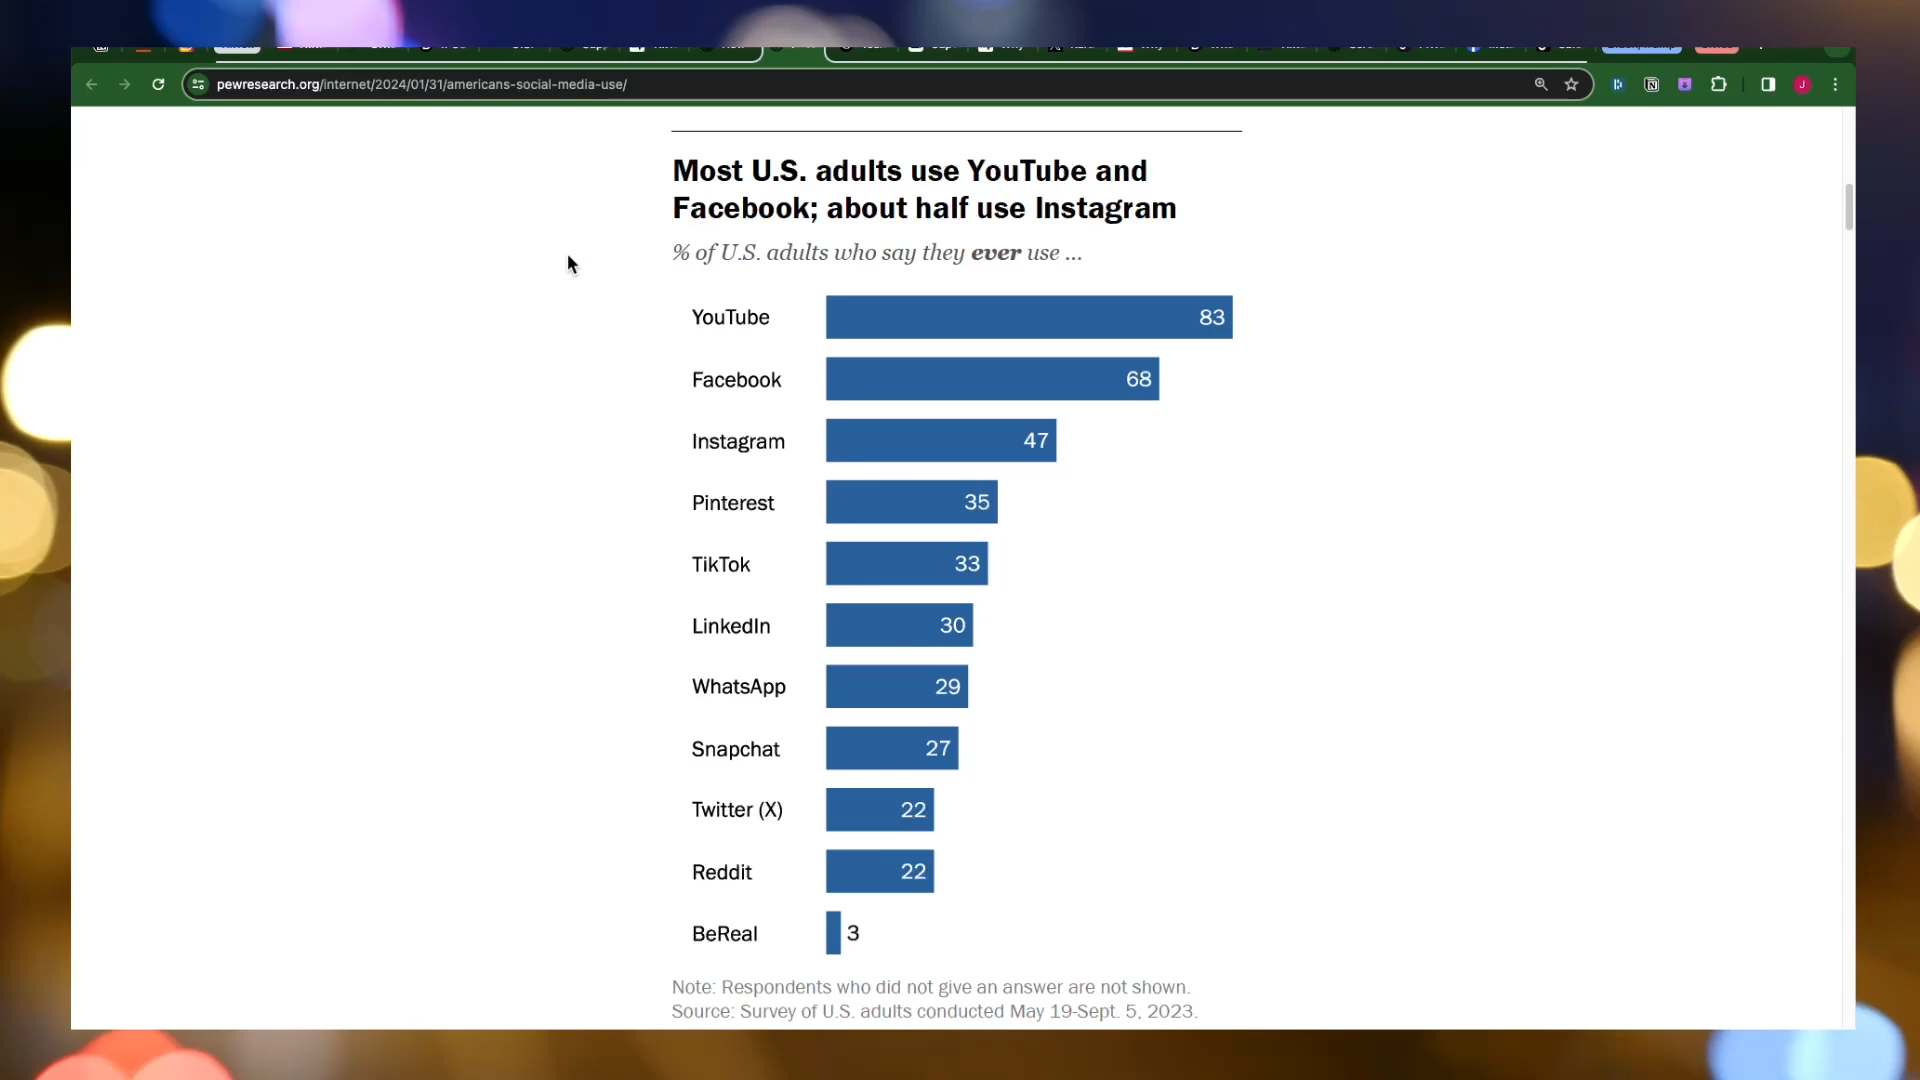 pewresearch.org/internet/2024/01/31/americans-social-media-use/
J
Most U.S. adults use YouTube and
Facebook; about half use Instagram
% of U.S. adults who say they ever use ...
YouTube 83
Facebook 68
Instagram 47
Pinterest 35
TikTok 33
LinkedIn 30
WhatsApp 29
Snapchat 27
Twitter (X) 22
Reddit 22
BeReal 3
Note: Respondents who did not give an answer are not shown.
Source: Survey of U.S. adults conducted May 19-Sept. 5, 2023.